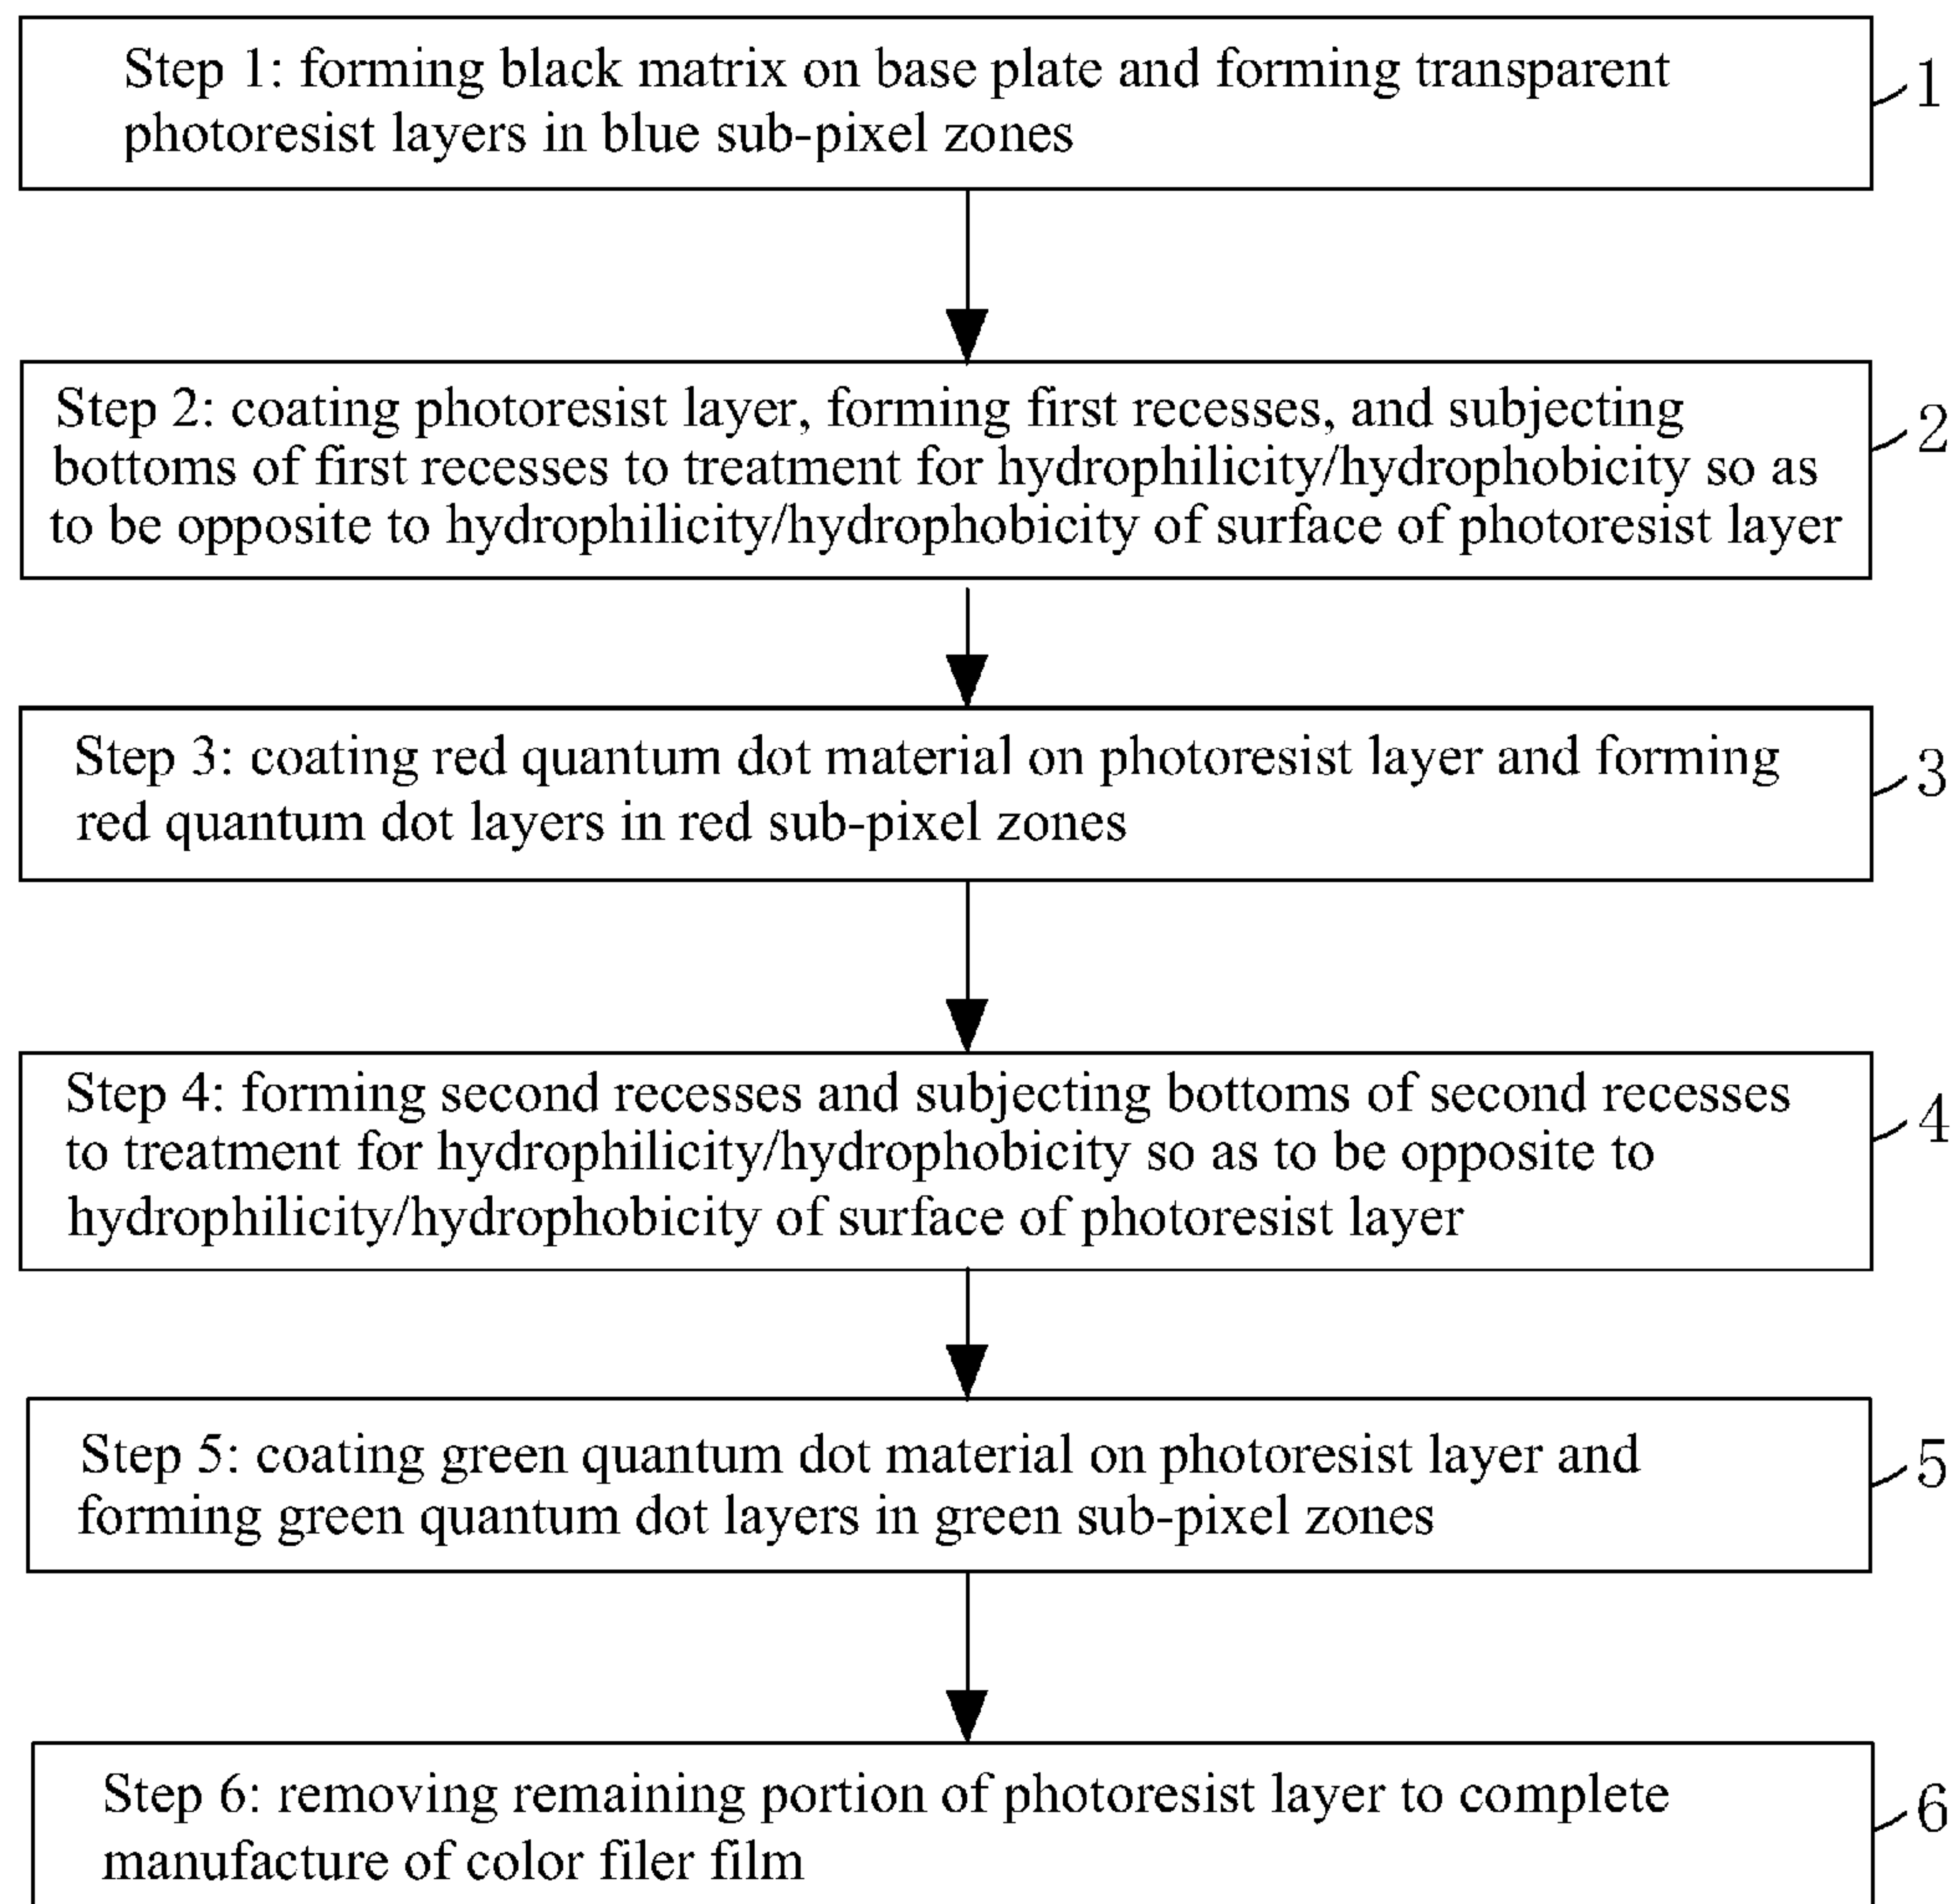 Step 1: forming black matrix on base plate and forming transparent
photoresist layers in blue sub-pixel zones
1
Step 2: coating photoresist layer, forming first recesses, and subjecting
bottoms of first recesses to treatment for hydrophilicity/hydrophobicity so as
to be opposite to hydrophilicity/hydrophobicity of surface of photoresist layer
2
Step 3: coating red quantum dot material on photoresist layer and forming
red quantum dot layers in red sub-pixel zones
3
Step 4: forming second recesses and subjecting bottoms of second recesses
to treatment for hydrophilicity/hydrophobicity so as to be opposite to
hydrophilicity/hydrophobicity of surface of photoresist layer
4
Step 5: coating green quantum dot material on photoresist layer and
forming green quantum dot layers in green sub-pixel zones
5
Step 6: removing remaining portion of photoresist layer to complete
manufacture of color filer film
6